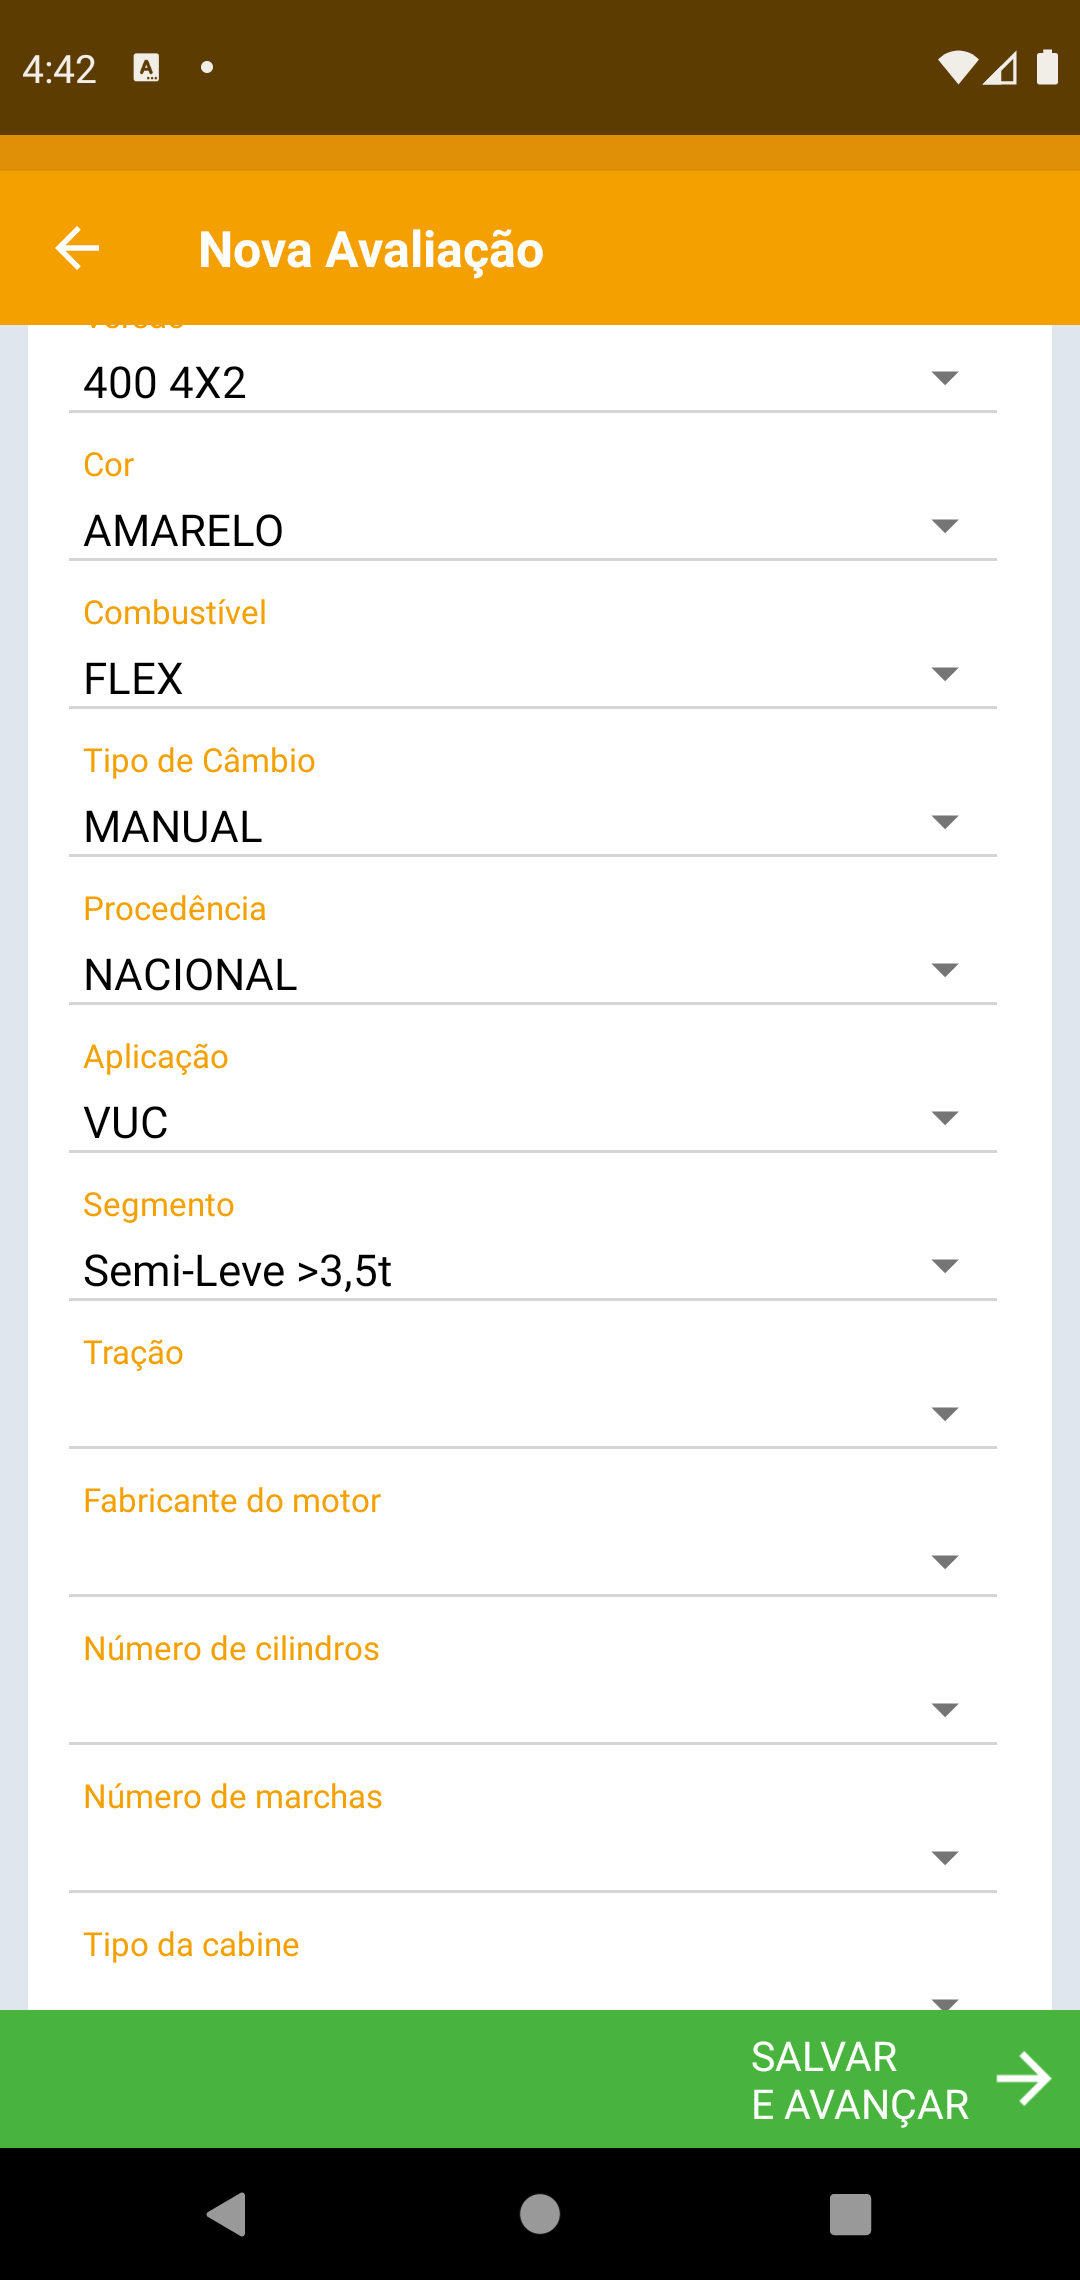 4:42
Nova Avaliação
400 4X2
Cor
AMARELO
Combustível
FLEX
Tipo de Câmbio
MANUAL
Procedência
NACIONAL
Aplicação
VUC
Segmento
Semi-Leve >3,5t
Tração
Fabricante do motor
Número de cilindros
Número de marchas
Tipo da cabine
SALVAR
E AVANÇAR